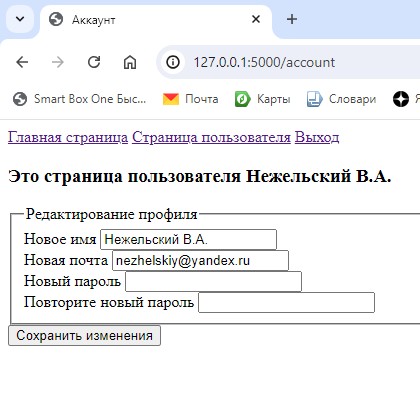 Аккаунт
127.0.0.1:5000/account
Smart Box One Быс... Почта Карты Словари
Главная страница Страница пользователя Выход
Это страница пользователя Нежельский В.А.
Редактирование профиля
Новое имя Нежельский В.А.
Новая почта nezhelskiy@yandex.ru
Новый пароль
Повторите новый пароль
Сохранить изменения